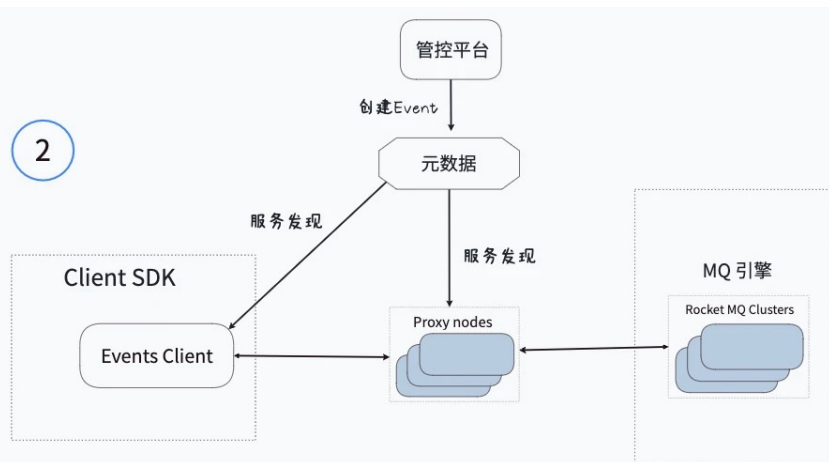 管控平台
创建Event
2
元数据
服务发现
服务发现
Client SDK
MQ 引擎
Rocket MQ Clusters
Proxy nodes
Events Client